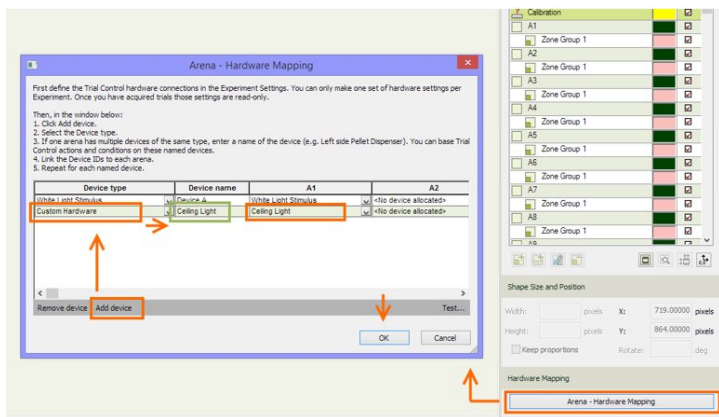 Arena - Hardware Mapping
First define the Trial Control hardware connections in the Experiment Settings. You can only make one set of hardware settings per
Experiment. Once you have acquired trials those settings are read-only.
Then, in the window below:
1. Click Add device.
2. Select the Device type.
3. If one arena has multiple devices of the same type, enter a name of the device (e.g. Left side Pellet Dispenser). You can base Trial
Control actions and conditions on these named devices.
4. Link the Device IDs to each arena.
5. Repeat for each named device.
Device type Device name A1 A2
White Light Stimulus Device A White Light Stimulus <No device allocated>
Custom Hardware Ceiling Light Ceiling Light <No device allocated>
Remove device Add device Test...
OK Cancel
Calibration
A1
Zone Group 1
A2
Zone Group 1
A3
Zone Group 1
A4
Zone Group 1
A5
Zone Group 1
A6
Zone Group 1
A7
Zone Group 1
A8
Zone Group 1
A9
Shape Size and Position
Width: pixels X: 719.00000 pixels
Height: pixels Y: 864.00000 pixels
Keep proportions Rotate: deg
Hardware Mapping
Arena - Hardware Mapping